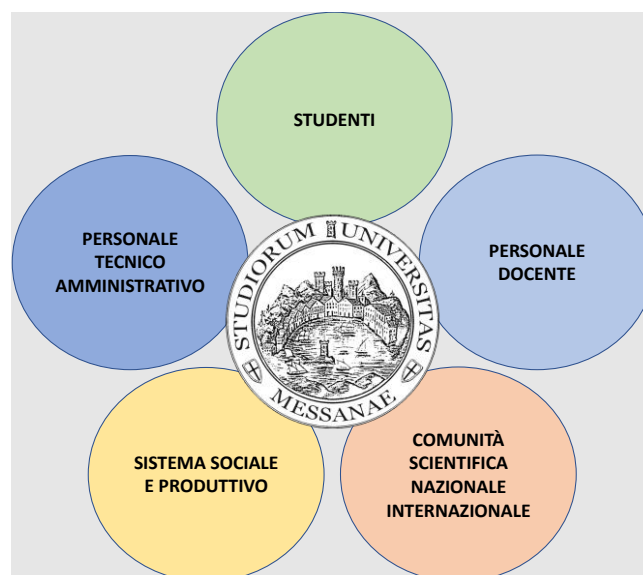 STUDENTI
PERSONALE
TECNICO
AMMINISTRATIVO
PERSONALE
DOCENTE
STUDIORUM UNIVERSITAS
MESSANAE
SISTEMA SOCIALE
E PRODUTTIVO
COMUNITÀ
SCIENTIFICA
NAZIONALE
INTERNAZIONALE